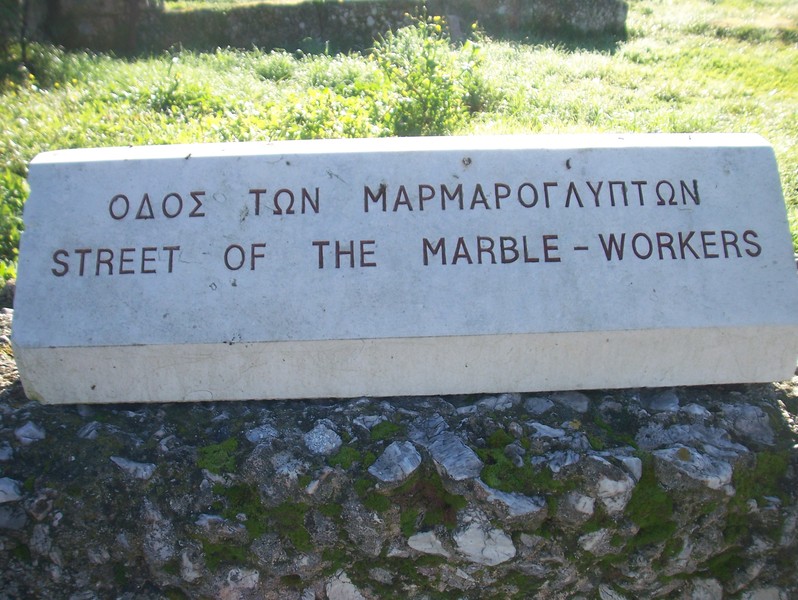 ΟΔΟΣ ΤΩΝ ΜΑΡΜΑΡΟΓΛΥΠΤΩΝ
STREET OF THE MARBLE-WORKERS